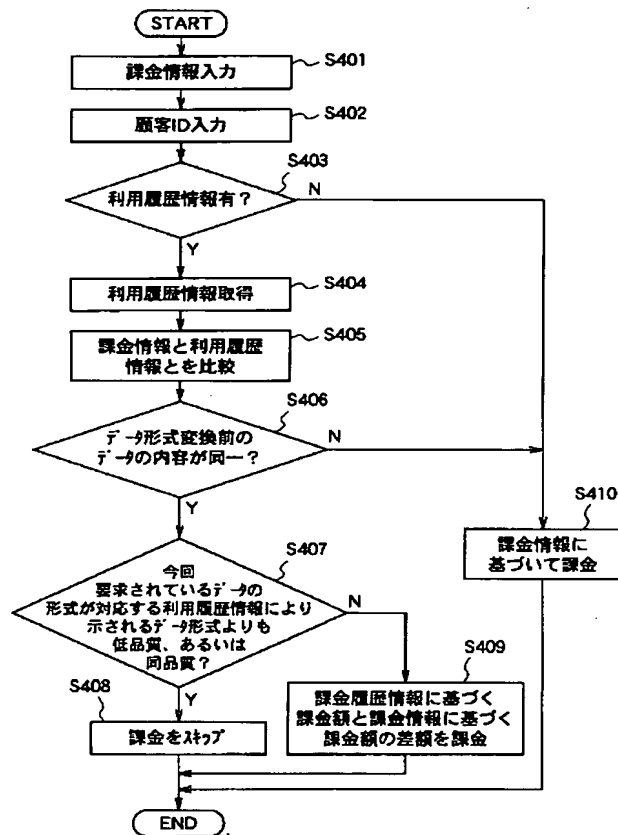 START
課金情報入力
S401
顧客ID入力
S402
S403
利用履歴情報有？
N
Y
利用履歴情報取得
S404
課金情報と利用履歴
情報とを比較
S405
S406
データ形式変換前の
データの内容が同一？
N
Y
S410
課金情報に
基づいて課金
S407
今回
要求されているデータの
形式が対応する利用履歴情報により
示されるデータ形式よりも
低品質、あるいは
同品質？
N
Y
S408
課金をスキップ
S409
課金履歴情報に基づく
課金額と課金情報に基づく
課金額の差額を課金
END